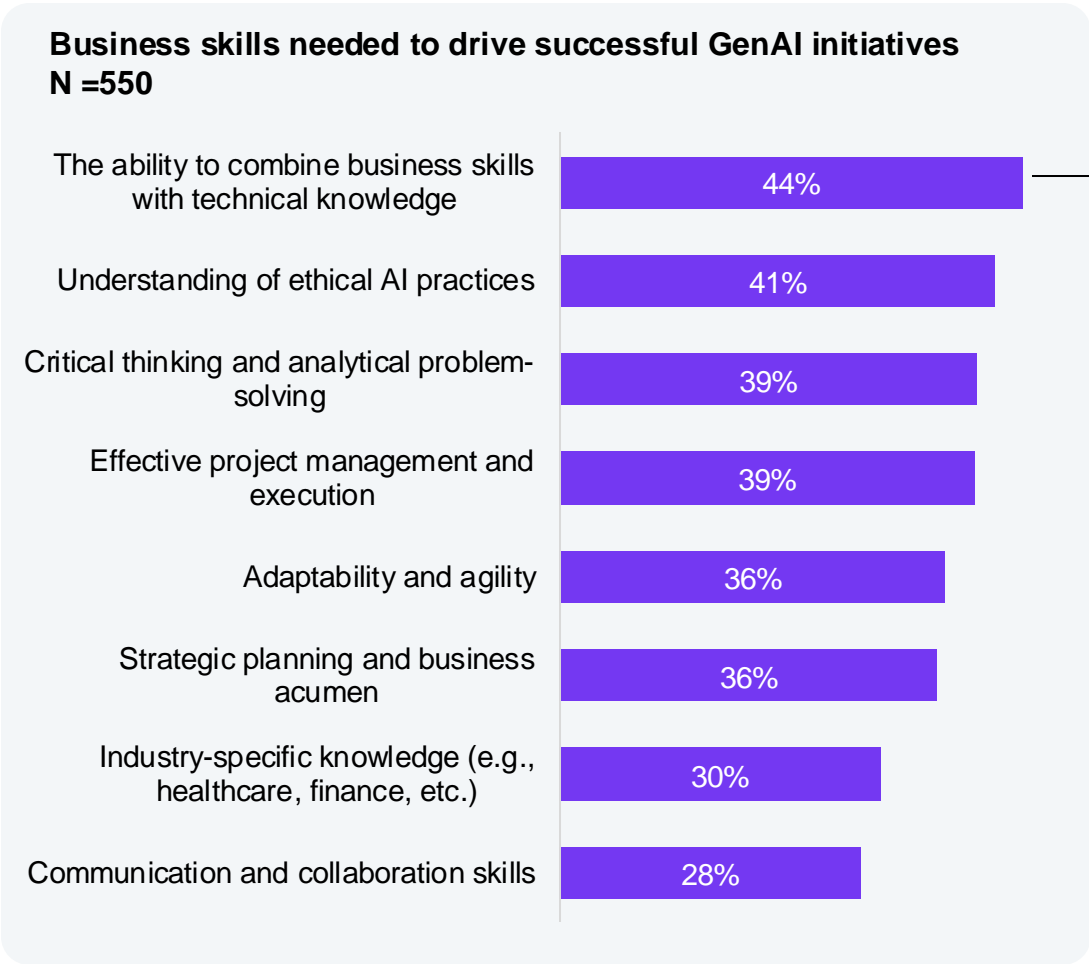 Business skills needed to drive successful GenAI initiatives
N =550
The ability to combine business skills
with technical knowledge
44%
Understanding of ethical AI practices
41%
Critical thinking and analytical problem-
solving
39%
Effective project management and
execution
39%
Adaptability and agility
36%
Strategic planning and business
acumen
36%
Industry-specific knowledge (e.g.,
healthcare, finance, etc.)
30%
Communication and collaboration skills
28%